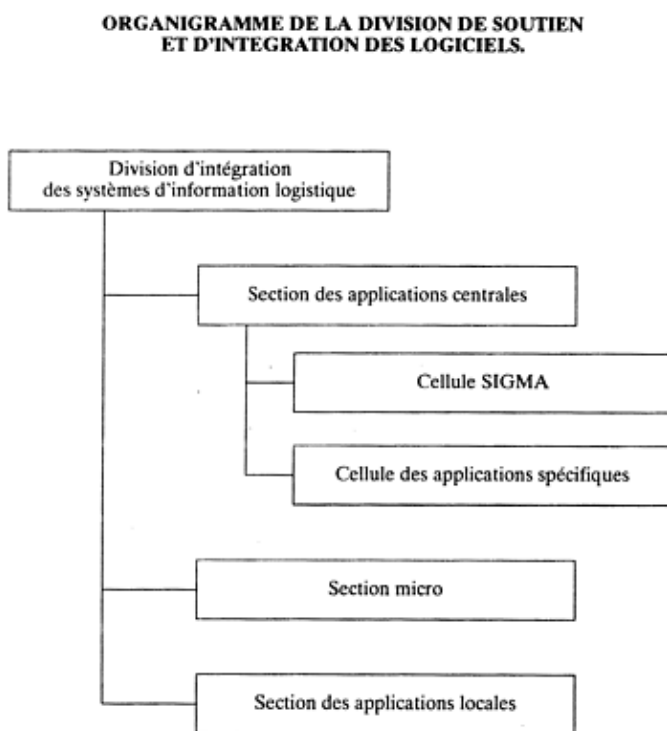 ORGANIGRAMME DE LA DIVISION DE SOUTIEN
ET D'INTEGRATION DES LOGICIELS.
Division d'intégration
des systèmes d'information logistique
Section des applications centrales
Cellule SIGMA
Cellule des applications spécifiques
Section micro
Section des applications locales